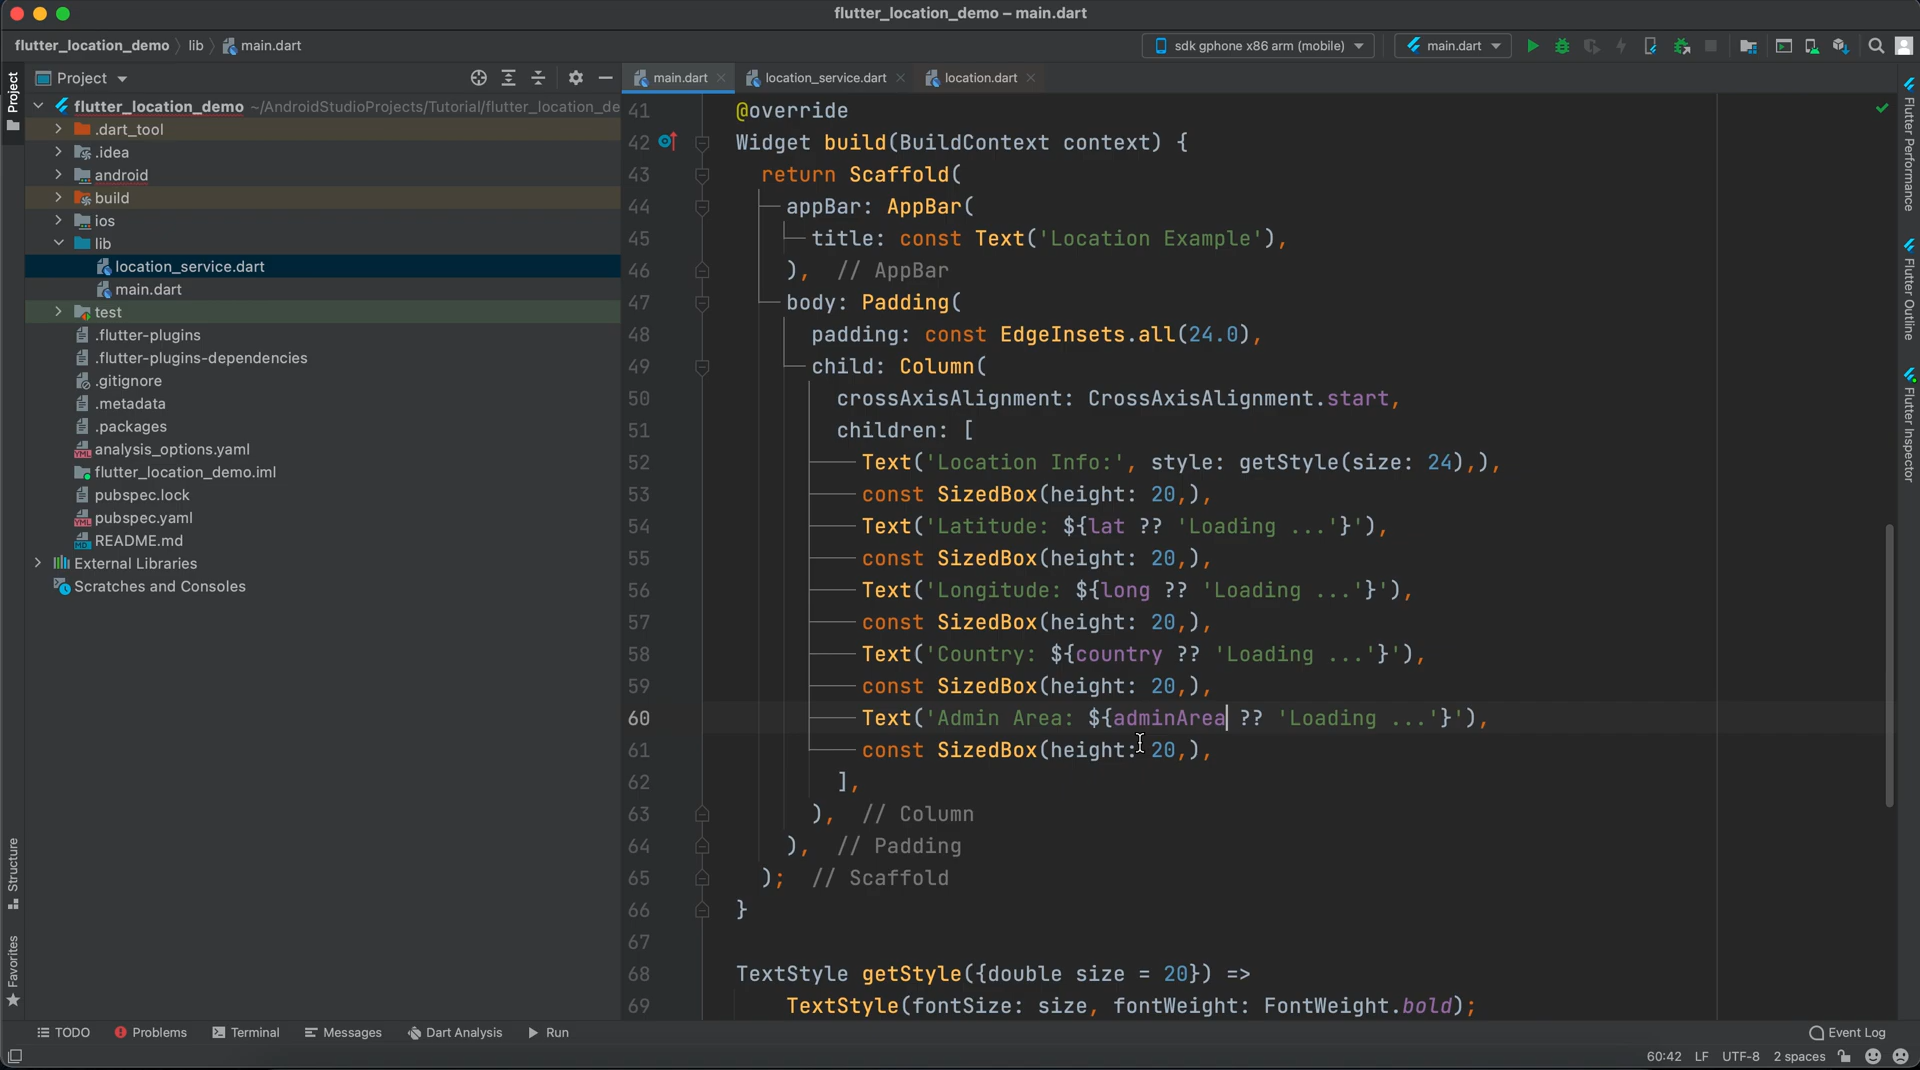 flutter_location_demo – main.dart
flutter_location_demo lib main.dart
sdk gphone x86 arm (mobile) main.dart
Project
Project
main.dart
location_service.dart
location.dart
flutter_location_demo ~/AndroidStudioProjects/Tutorial/flutter_location_de
.dart_tool
.idea
android
build
ios
lib
location_service.dart
main.dart
test
.flutter-plugins
.flutter-plugins-dependencies
.gitignore
.metadata
.packages
analysis_options.yaml
flutter_location_demo.iml
pubspec.lock
pubspec.yaml
README.md
External Libraries
Scratches and Consoles
Structure
Favorites
41 @override
42 Widget build(BuildContext context) {
43 return Scaffold(
44 appBar: AppBar(
45 title: const Text('Location Example'),
46 ), // AppBar
47 body: Padding(
48 padding: const EdgeInsets.all(24.0),
49 child: Column(
50 crossAxisAlignment: CrossAxisAlignment.start,
51 children: [
52 Text('Location Info:', style: getStyle(size: 24),),
53 const SizedBox(height: 20,),
54 Text('Latitude: ${lat ?? 'Loading ...'}'),
55 const SizedBox(height: 20,),
56 Text('Longitude: ${long ?? 'Loading ...'}'),
57 const SizedBox(height: 20,),
58 Text('Country: ${country ?? 'Loading ...'}'),
59 const SizedBox(height: 20,),
60 Text('Admin Area: ${adminArea ?? 'Loading ...'}'),
61 const SizedBox(height: 20,),
62 ],
63 ), // Column
64 ), // Padding
65 ); // Scaffold
66 }
67
68 TextStyle getStyle({double size = 20}) =>
69 TextStyle(fontSize: size, fontWeight: FontWeight.bold);
Flutter Performance
Flutter Outline
Flutter Inspector
TODO Problems Terminal Messages Dart Analysis Run Event Log
60:42 LF UTF-8 2 spaces